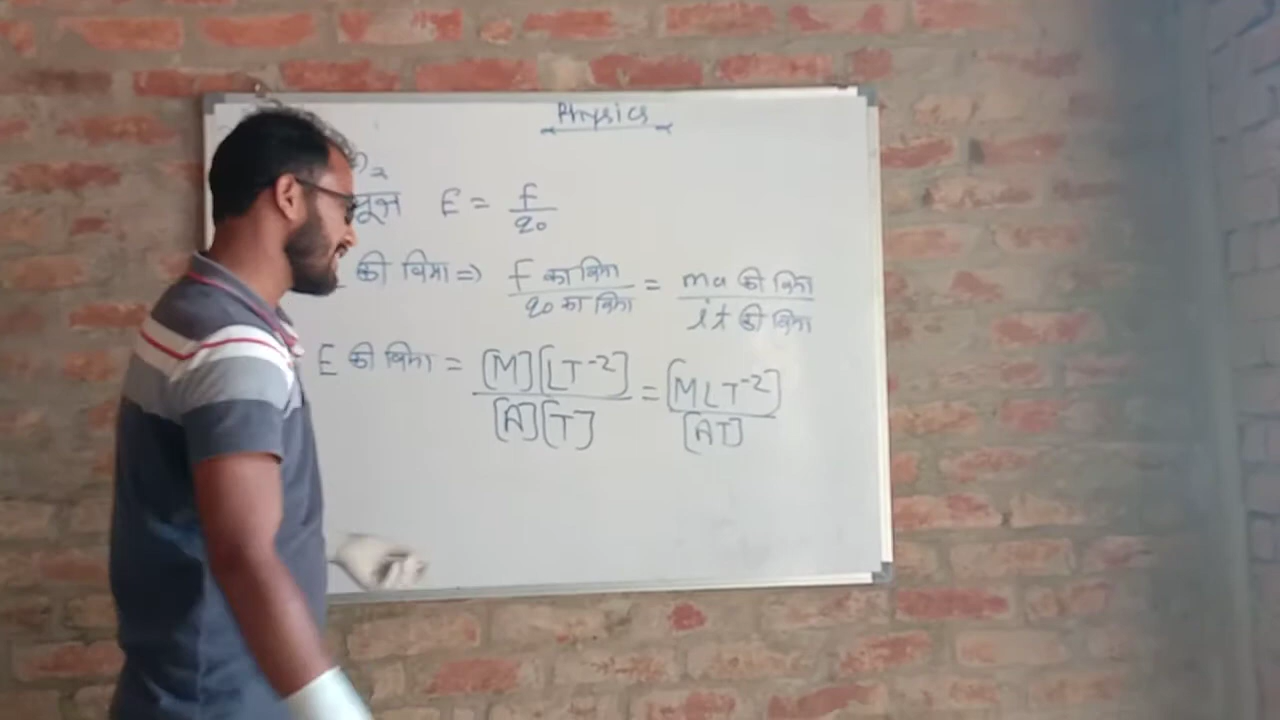 Physics
सूत्र E = F/q₀
की विमा => F का विमा/q₀ का विमा = ma की विमा/it की विमा
E की विमा = [M][LT⁻²]/[A][T] = [MLT⁻²]/[AT]